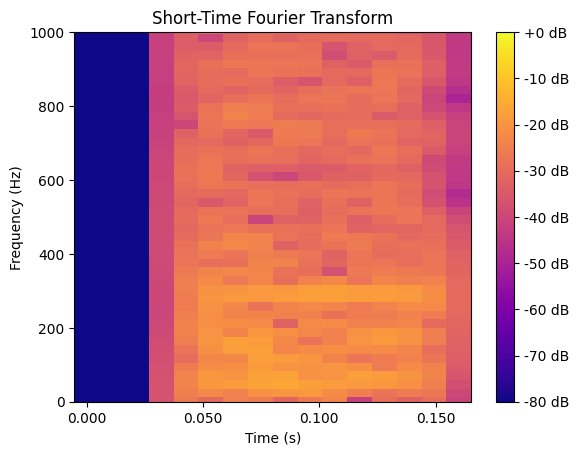 Short-Time Fourier Transform
Frequency (Hz)
1000
800
600
400
200
0
0.000
0.050
0.100
0.150
Time (s)
+0 dB
-10 dB
-20 dB
-30 dB
-40 dB
-50 dB
-60 dB
-70 dB
-80 dB